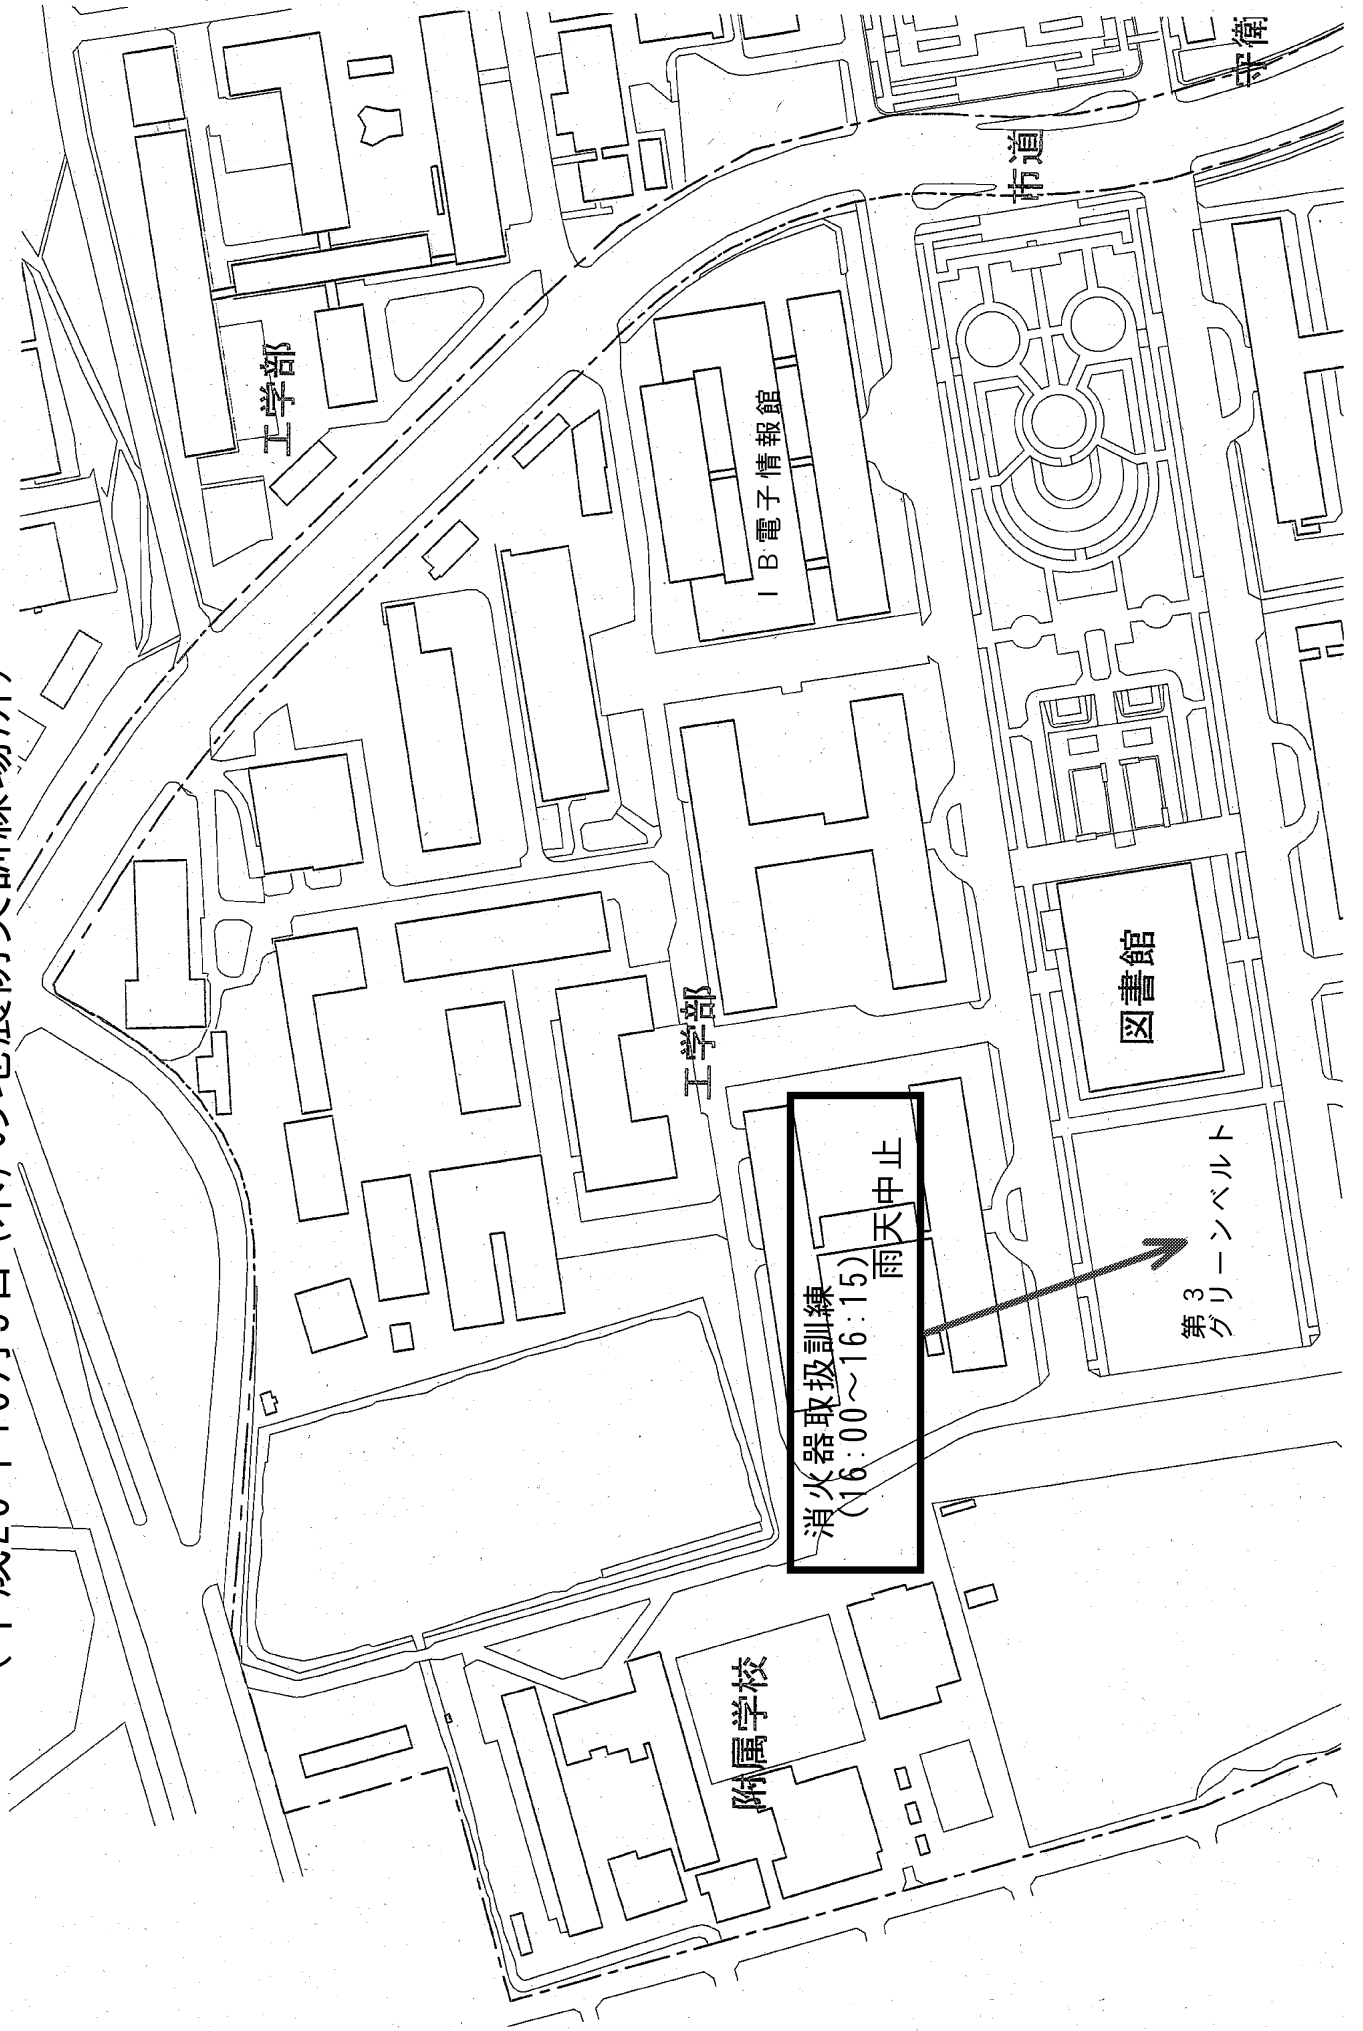 工学部
市道
ＩＢ電子情報館
工学部
図書館
消火器取扱訓練
(16:00～16:15)
雨天中止
第３
グリーンベルト
附属学校